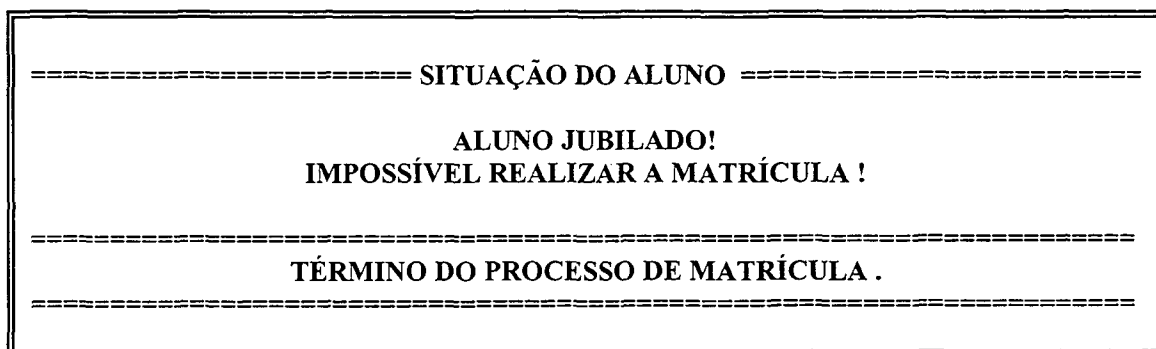 ======================== SITUAÇÃO DO ALUNO =========================
ALUNO JUBILADO!
IMPOSSÍVEL REALIZAR A MATRÍCULA !
======================================================================
TÉRMINO DO PROCESSO DE MATRÍCULA .
======================================================================